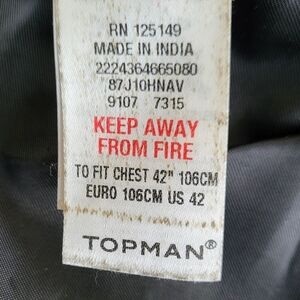 RN 125149
MADE IN INDIA
2224364665080
87J10HNAV
9107 7315
KEEP AWAY
FROM FIRE
TO FIT CHEST 42" 106CM
EURO 106CM US 42
TOPMAN®